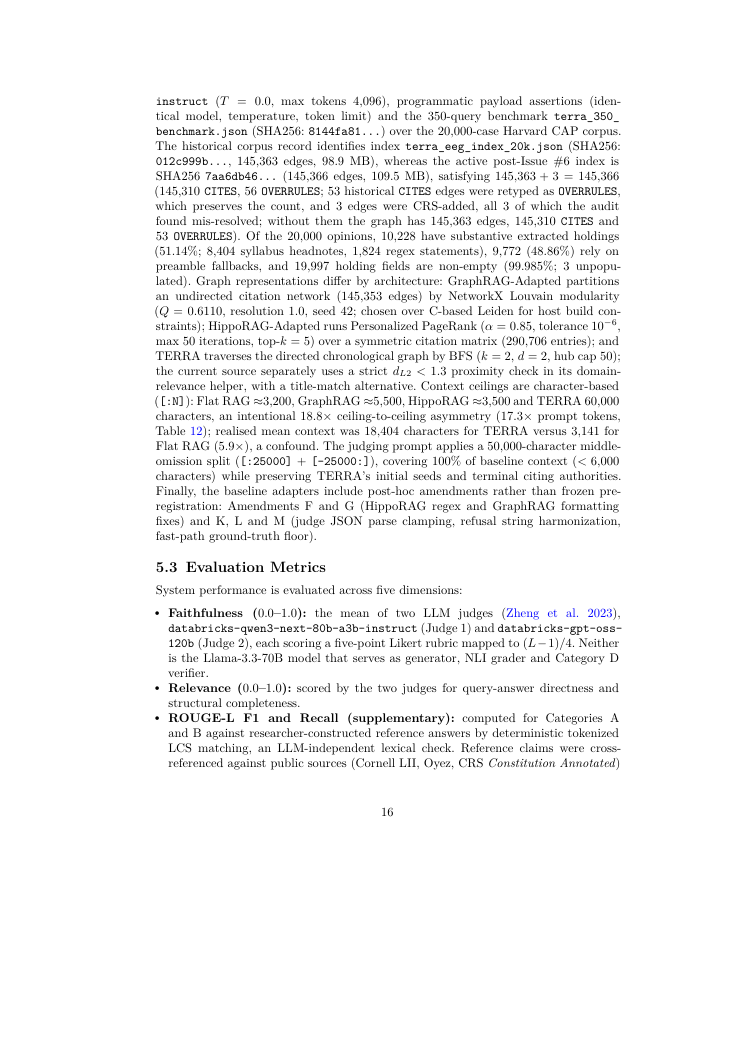 instruct (T = 0.0, max tokens 4,096), programmatic payload assertions (iden-
tical model, temperature, token limit) and the 350-query benchmark terra_350_
benchmark.json (SHA256: 8144fa81...) over the 20,000-case Harvard CAP corpus.
The historical corpus record identifies index terra_eeg_index_20k.json (SHA256:
012c999b..., 145,363 edges, 98.9 MB), whereas the active post-Issue #6 index is
SHA256 7aa6db46... (145,366 edges, 109.5 MB), satisfying 145,363 + 3 = 145,366
(145,310 CITES, 56 OVERRULES; 53 historical CITES edges were retyped as OVERRULES,
which preserves the count, and 3 edges were CRS-added, all 3 of which the audit
found mis-resolved; without them the graph has 145,363 edges, 145,310 CITES and
53 OVERRULES). Of the 20,000 opinions, 10,228 have substantive extracted holdings
(51.14%; 8,404 syllabus headnotes, 1,824 regex statements), 9,772 (48.86%) rely on
preamble fallbacks, and 19,997 holding fields are non-empty (99.985%; 3 unpopu-
lated). Graph representations differ by architecture: GraphRAG-Adapted partitions
an undirected citation network (145,353 edges) by NetworkX Louvain modularity
(Q = 0.6110, resolution 1.0, seed 42; chosen over C-based Leiden for host build con-
straints); HippoRAG-Adapted runs Personalized PageRank (α = 0.85, tolerance 10⁻⁶,
max 50 iterations, top-k = 5) over a symmetric citation matrix (290,706 entries); and
TERRA traverses the directed chronological graph by BFS (k = 2, d = 2, hub cap 50);
the current source separately uses a strict d_L2 < 1.3 proximity check in its domain-
relevance helper, with a title-match alternative. Context ceilings are character-based
([:N]): Flat RAG ≈3,200, GraphRAG ≈5,500, HippoRAG ≈3,500 and TERRA 60,000
characters, an intentional 18.8× ceiling-to-ceiling asymmetry (17.3× prompt tokens,
Table 12); realised mean context was 18,404 characters for TERRA versus 3,141 for
Flat RAG (5.9×), a confound. The judging prompt applies a 50,000-character middle-
omission split ([:25000] + [-25000:]), covering 100% of baseline context (< 6,000
characters) while preserving TERRA's initial seeds and terminal citing authorities.
Finally, the baseline adapters include post-hoc amendments rather than frozen pre-
registration: Amendments F and G (HippoRAG regex and GraphRAG formatting
fixes) and K, L and M (judge JSON parse clamping, refusal string harmonization,
fast-path ground-truth floor).
5.3 Evaluation Metrics
System performance is evaluated across five dimensions:
• Faithfulness (0.0–1.0): the mean of two LLM judges (Zheng et al. 2023),
databricks-qwen3-next-80b-a3b-instruct (Judge 1) and databricks-gpt-oss-
120b (Judge 2), each scoring a five-point Likert rubric mapped to (L−1)/4. Neither
is the Llama-3.3-70B model that serves as generator, NLI grader and Category D
verifier.
• Relevance (0.0–1.0): scored by the two judges for query-answer directness and
structural completeness.
• ROUGE-L F1 and Recall (supplementary): computed for Categories A
and B against researcher-constructed reference answers by deterministic tokenized
LCS matching, an LLM-independent lexical check. Reference claims were cross-
referenced against public sources (Cornell LII, Oyez, CRS Constitution Annotated)
16